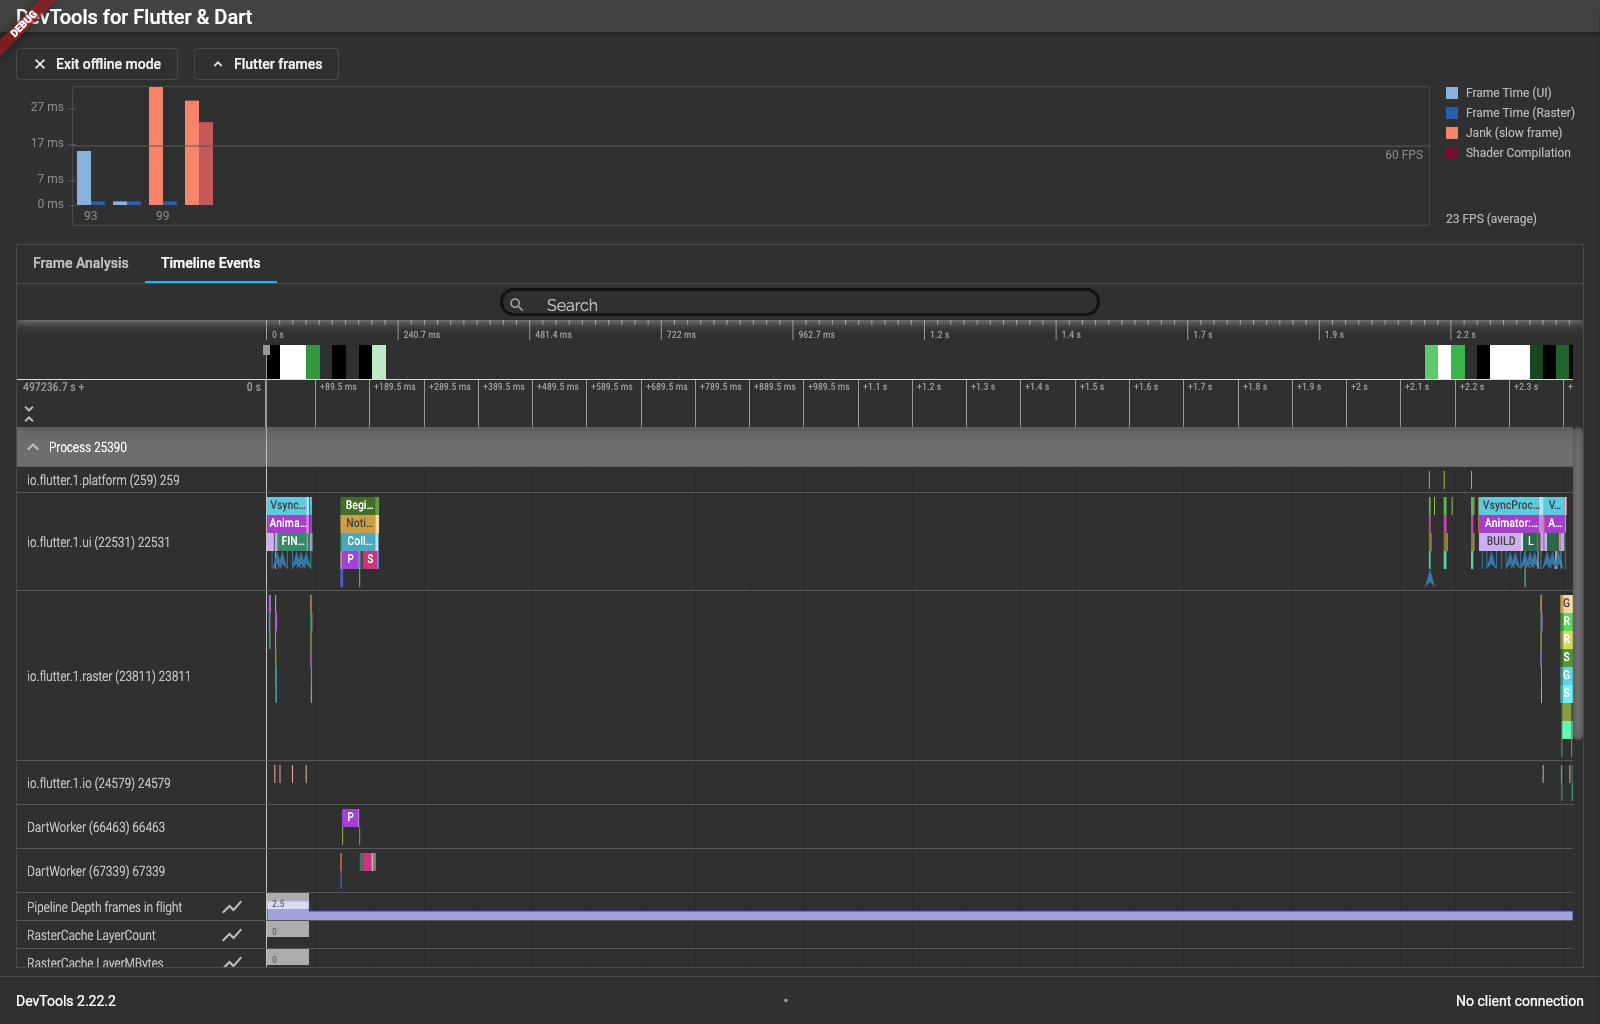 DevTools for Flutter & Dart
DEBUG
Exit offline mode
Flutter frames
27 ms
17 ms
7 ms
0 ms
93
99
60 FPS
Frame Time (UI)
Frame Time (Raster)
Jank (slow frame)
Shader Compilation
23 FPS (average)
Frame Analysis
Timeline Events
Search
0 s 240.7 ms 481.4 ms 722 ms 962.7 ms 1.2 s 1.4 s 1.7 s 1.9 s 2.2 s
497236.7 s + 0 s +89.5 ms +189.5 ms +289.5 ms +389.5 ms +489.5 ms +589.5 ms +689.5 ms +789.5 ms +889.5 ms +989.5 ms +1.1 s +1.2 s +1.3 s +1.4 s +1.5 s +1.6 s +1.7 s +1.8 s +1.9 s +2 s +2.1 s +2.2 s +2.3 s +
Process 25390
io.flutter.1.platform (259) 259
io.flutter.1.ui (22531) 22531
Vsync... Begi... VsyncProc... V...
Anima... Noti... Animator:... A...
FIN... Coll... BUILD L
P S
io.flutter.1.raster (23811) 23811
G
R
R
S
G
S
io.flutter.1.io (24579) 24579
DartWorker (66463) 66463
P
DartWorker (67339) 67339
Pipeline Depth frames in flight
2.5
RasterCache LayerCount
0
RasterCache LayerMBytes
0
DevTools 2.22.2
•
No client connection